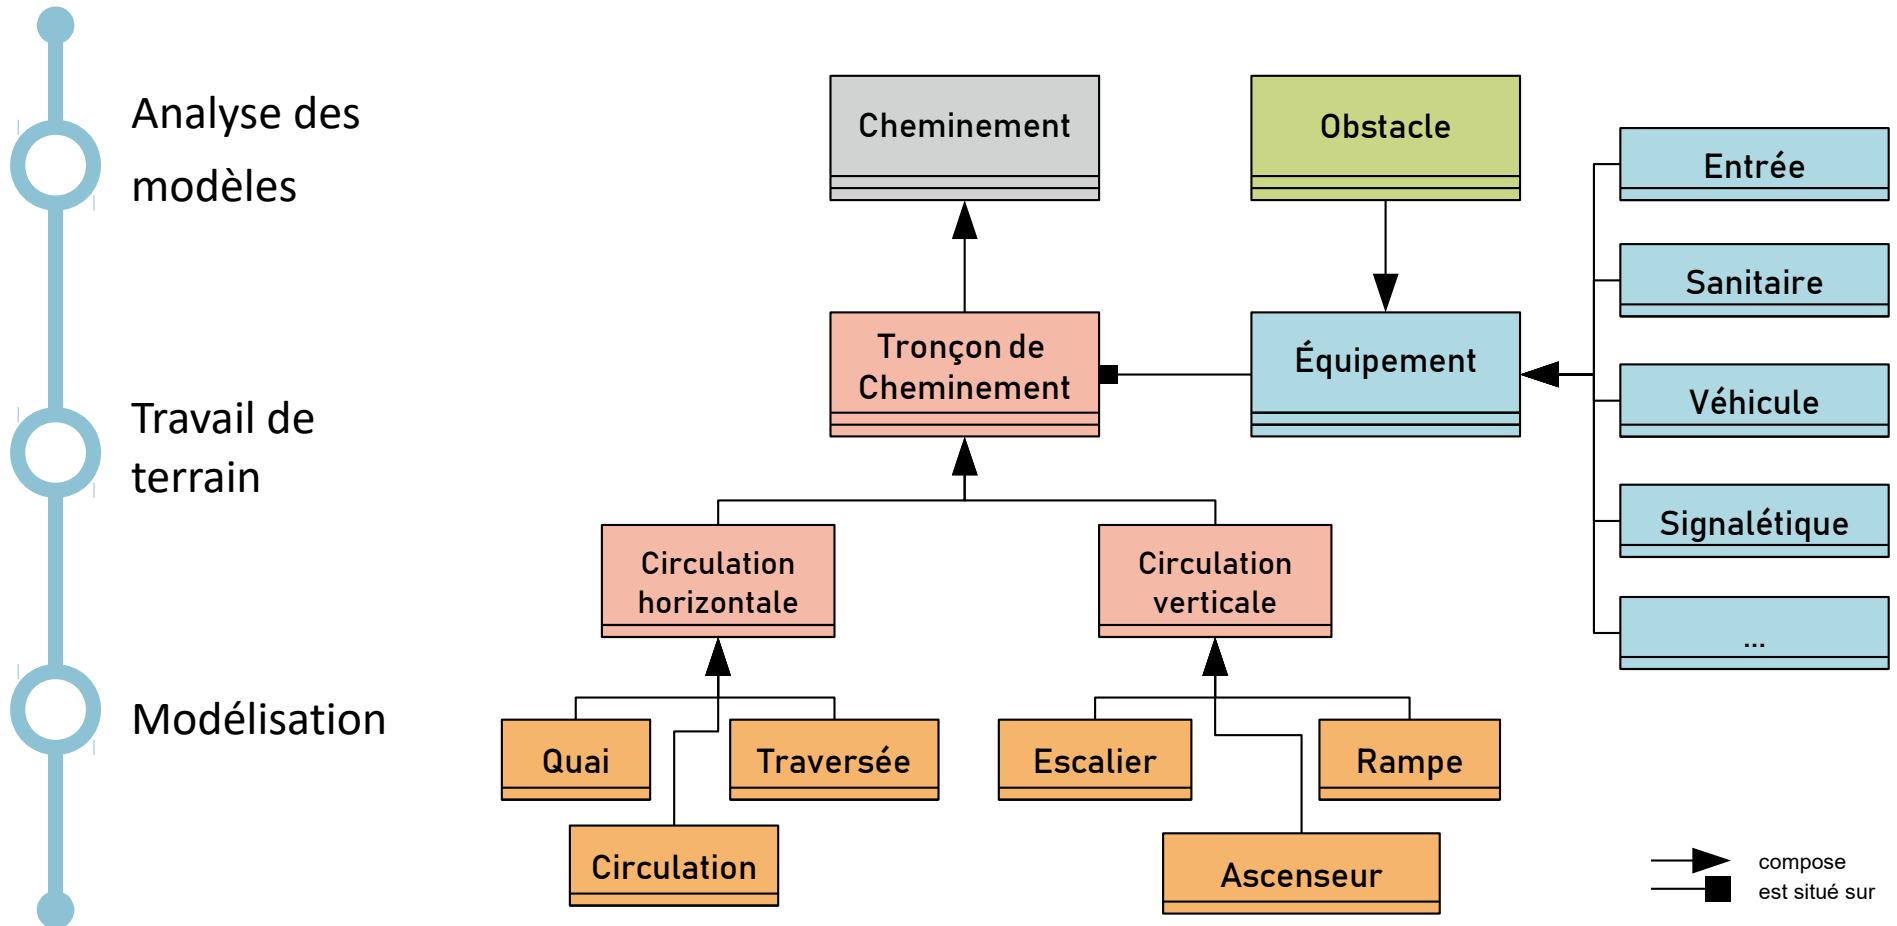 Analyse des
modèles
Travail de
terrain
Modélisation
Cheminement
Obstacle
Tronçon de
Cheminement
Équipement
Entrée
Sanitaire
Véhicule
Signalétique
...
Circulation
horizontale
Circulation
verticale
Quai
Traversée
Circulation
Escalier
Rampe
Ascenseur
compose
est situé sur